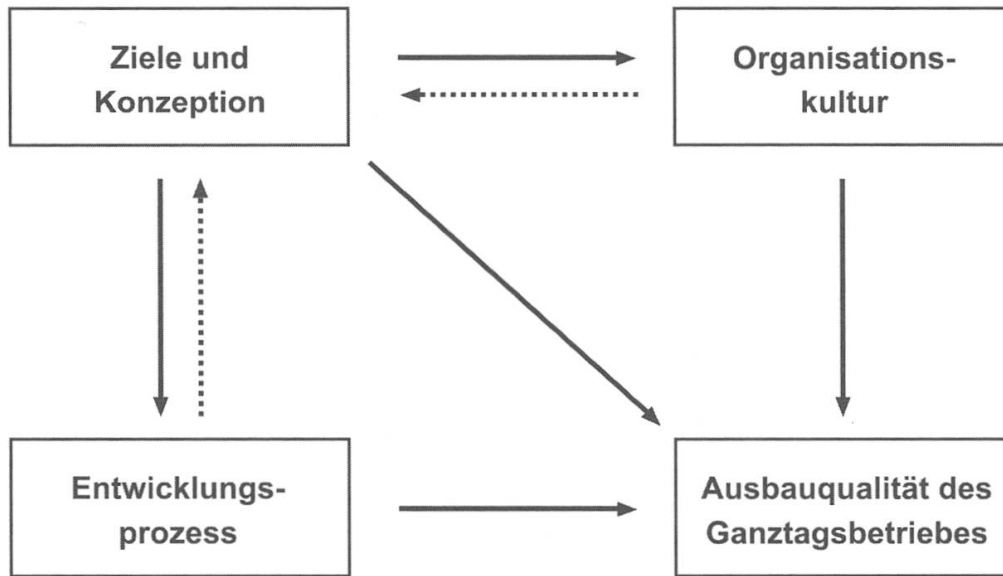 Ziele und
Konzeption
Organisations-
kultur
Entwicklungs-
prozess
Ausbauqualität des
Ganztagsbetriebes